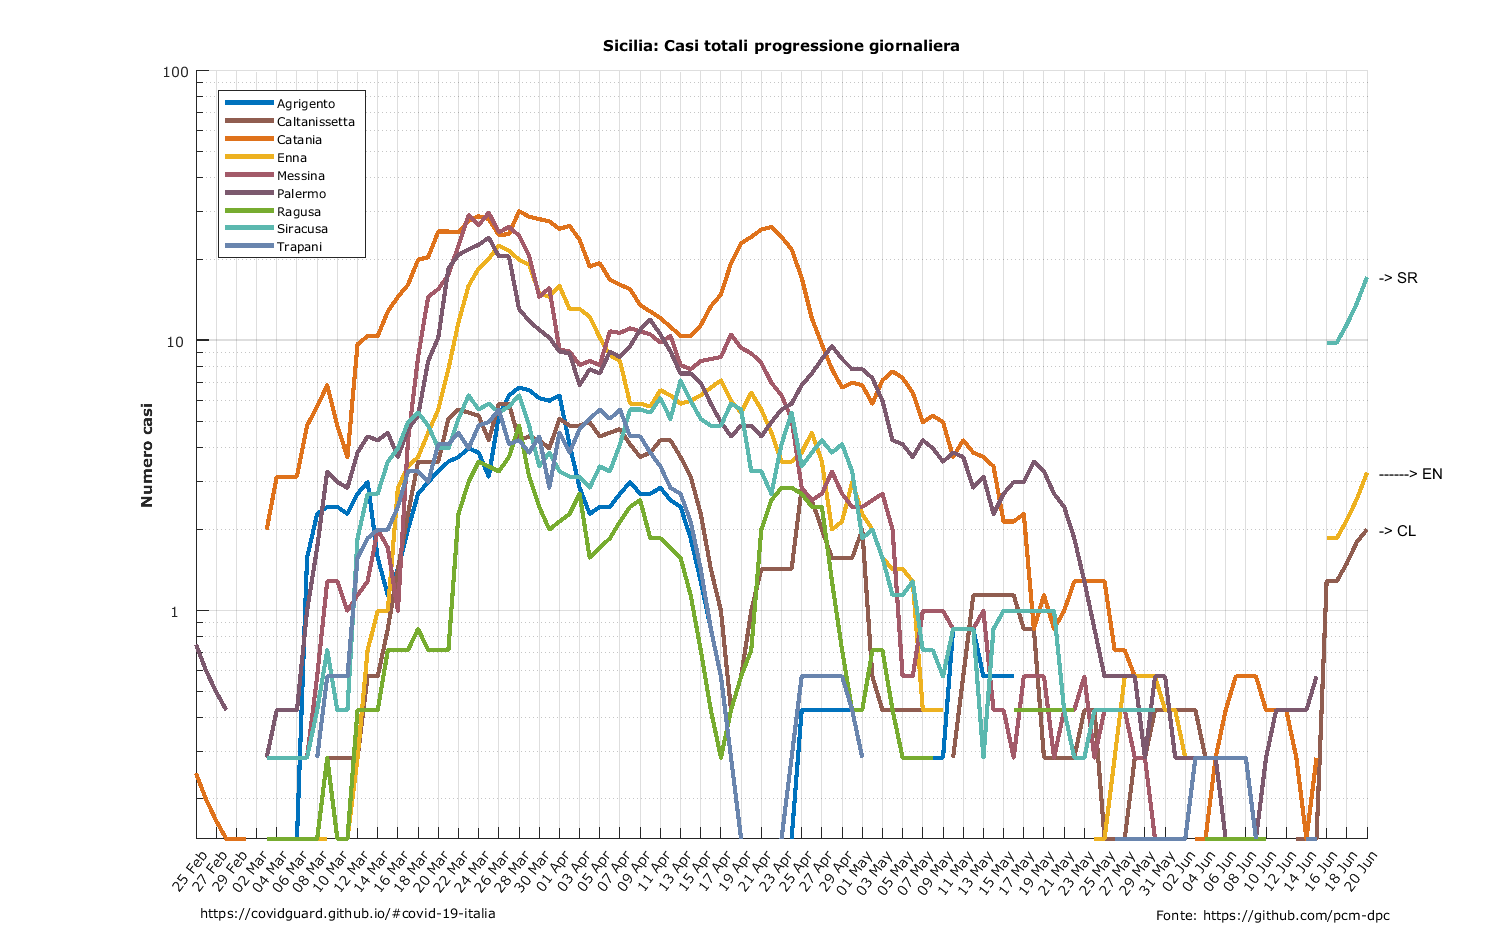 Sicilia: Casi totali progressione giornaliera
100
10
1
Numero casi
Agrigento
Caltanissetta
Catania
Enna
Messina
Palermo
Ragusa
Siracusa
Trapani
-> SR
------> EN
-> CL
25 Feb
27 Feb
29 Feb
02 Mar
04 Mar
06 Mar
08 Mar
10 Mar
12 Mar
14 Mar
16 Mar
18 Mar
20 Mar
22 Mar
24 Mar
26 Mar
28 Mar
30 Mar
01 Apr
03 Apr
05 Apr
07 Apr
09 Apr
11 Apr
13 Apr
15 Apr
17 Apr
19 Apr
21 Apr
23 Apr
25 Apr
27 Apr
29 Apr
01 May
03 May
05 May
07 May
09 May
11 May
13 May
15 May
17 May
19 May
21 May
23 May
25 May
27 May
29 May
31 May
02 Jun
04 Jun
06 Jun
08 Jun
10 Jun
12 Jun
14 Jun
16 Jun
18 Jun
20 Jun
https://covidguard.github.io/#covid-19-italia
Fonte: https://github.com/pcm-dpc